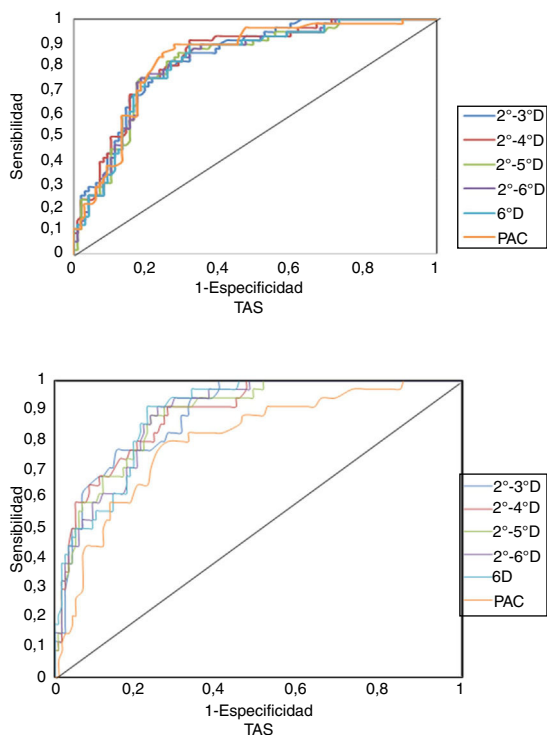 1
0,9
0,8
0,7
0,6
0,5
0,4
0,3
0,2
0,1
0
Sensibilidad
0
0,2
0,4
0,6
0,8
1
1-Especificidad
TAS
2°-3°D
2°-4°D
2°-5°D
2°-6°D
6°D
PAC
1
0,9
0,8
0,7
0,6
0,5
0,4
0,3
0,2
0,1
0
Sensibilidad
0
0,2
0,4
0,6
0,8
1
1-Especificidad
TAS
2°-3°D
2°-4°D
2°-5°D
2°-6°D
6D
PAC